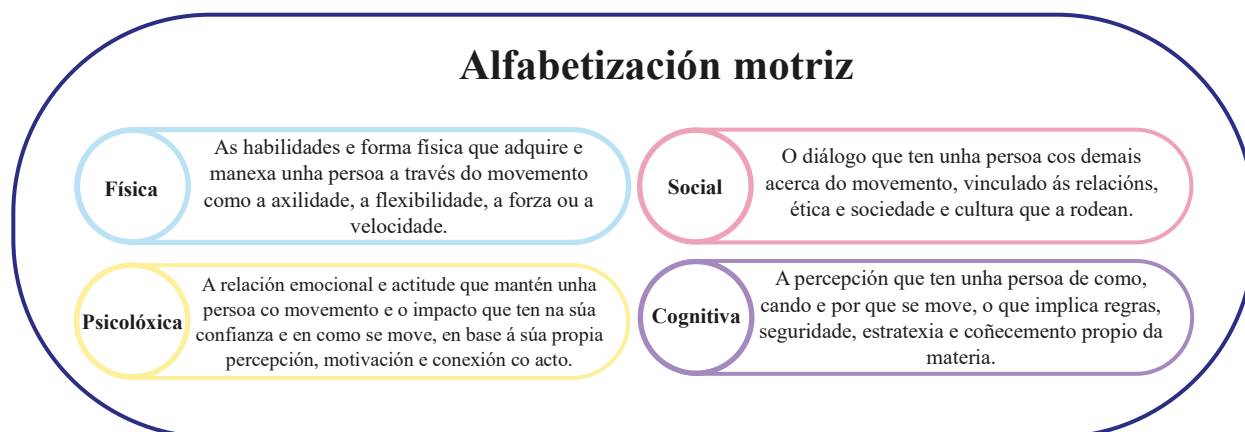 Alfabetización motriz
Física
As habilidades e forma física que adquire e
manexa unha persoa a través do movemento
como a axilidade, a flexibilidade, a forza ou a
velocidade.
Social
O diálogo que ten unha persoa cos demais
acerca do movemento, vinculado ás relacións,
ética e sociedade e cultura que a rodean.
Psicolóxica
A relación emocional e actitude que mantén unha
persoa co movemento e o impacto que ten na súa
confianza e en como se move, en base á súa propia
percepción, motivación e conexión co acto.
Cognitiva
A percepción que ten unha persoa de como,
cando e por que se move, o que implica regras,
seguridade, estratexia e coñecemento propio da
materia.